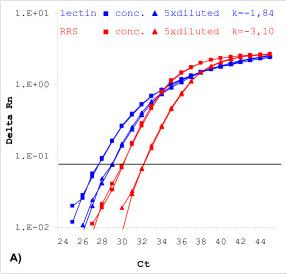 1.E+01
lectin conc. 5xdiluted k=-1,84
RRS conc. 5xdiluted k=-3,10
1.E+00
Delta Rn
1.E-01
1.E-02
24 26 28 30 32 34 36 38 40 42 44
A)
Ct